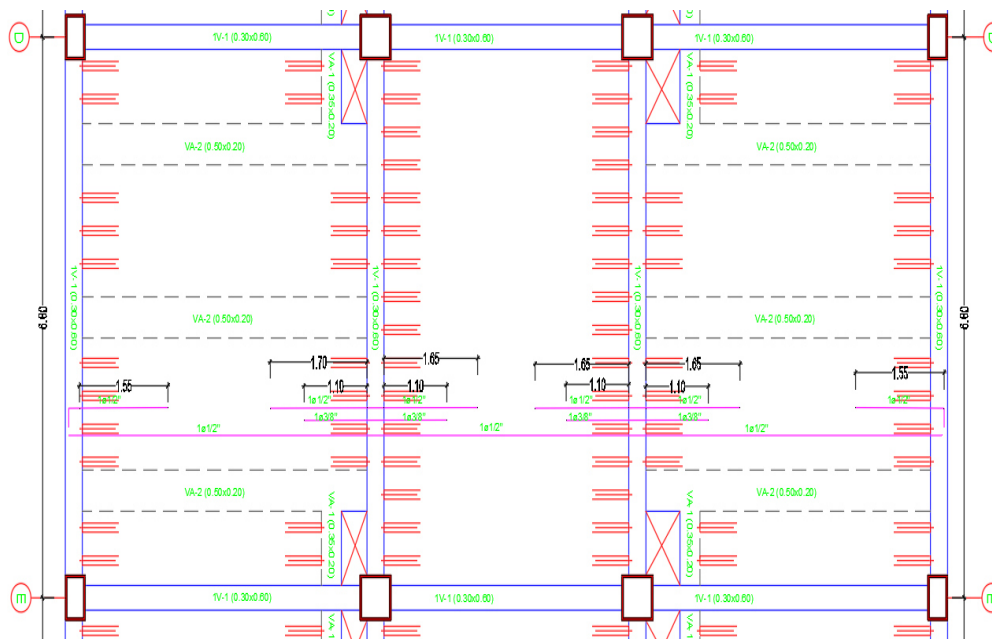 D
1V-1 (0.30x0.60)
1V-1 (0.30x0.60)
1V-1 (0.30x0.60)
VA-1 (0.35x0.20)
VA-1 (0.35x0.20)
VA-2 (0.50x0.20)
VA-2 (0.50x0.20)
6.60
1V-1 (0.30x0.60)
1V-1 (0.30x0.60)
1V-1 (0.30x0.60)
1V-1 (0.30x0.60)
6.60
VA-2 (0.50x0.20)
VA-2 (0.50x0.20)
1.70
1.65
1.65
1.65
1.55
1.55
1.10
1.10
1.10
1.10
1ø1/2"
1ø1/2"
1ø1/2"
1ø1/2"
1ø1/2"
1ø1/2"
1ø3/8"
1ø3/8"
1ø3/8"
1ø3/8"
1ø1/2"
1ø1/2"
1ø1/2"
VA-2 (0.50x0.20)
VA-2 (0.50x0.20)
VA-1 (0.35x0.20)
VA-1 (0.35x0.20)
E
1V-1 (0.30x0.60)
1V-1 (0.30x0.60)
1V-1 (0.30x0.60)
E
VA-1
VA-1